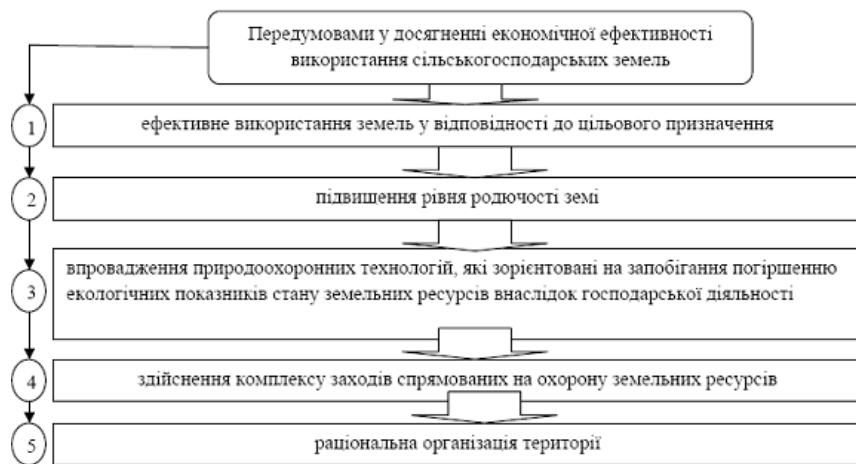 Передумовами у досягненні економічної ефективності
використання сільськогосподарських земель
1
ефективне використання земель у відповідності до цільового призначення
2
підвищення рівня родючостіземі
3
впровадження природоохоронних технологій, які зорієнтовані на запобігання погіршенню
екологічних показників стану земельних ресурсів внаслідок господарської діяльності
4
здійснення комплексу заходів спрямованих на охорону земельних ресурсів
5
раціональна організація території